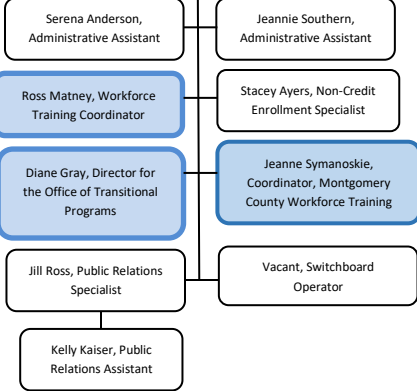 Serena Anderson,
Administrative Assistant
Jeannie Southern,
Administrative Assistant
Ross Matney, Workforce
Training Coordinator
Stacey Ayers, Non-Credit
Enrollment Specialist
Diane Gray, Director for
the Office of Transitional
Programs
Jeanne Symanoskie,
Coordinator, Montgomery
County Workforce Training
Jill Ross, Public Relations
Specialist
Vacant, Switchboard
Operator
Kelly Kaiser, Public
Relations Assistant